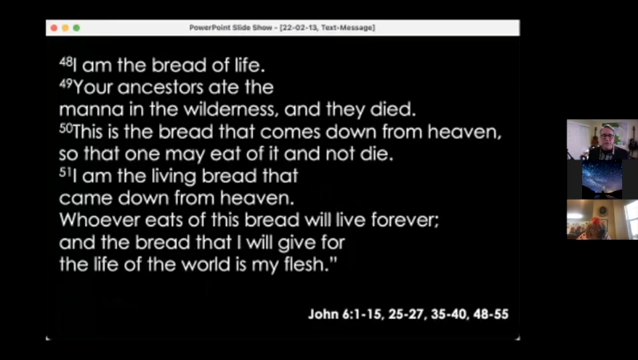 PowerPoint Slide Show - [22-02-13, Text-Message]
⁴⁸I am the bread of life.
⁴⁹Your ancestors ate the
manna in the wilderness, and they died.
⁵⁰This is the bread that comes down from heaven,
so that one may eat of it and not die.
⁵¹I am the living bread that
came down from heaven.
Whoever eats of this bread will live forever;
and the bread that I will give for
the life of the world is my flesh.”
John 6:1-15, 25-27, 35-40, 48-55